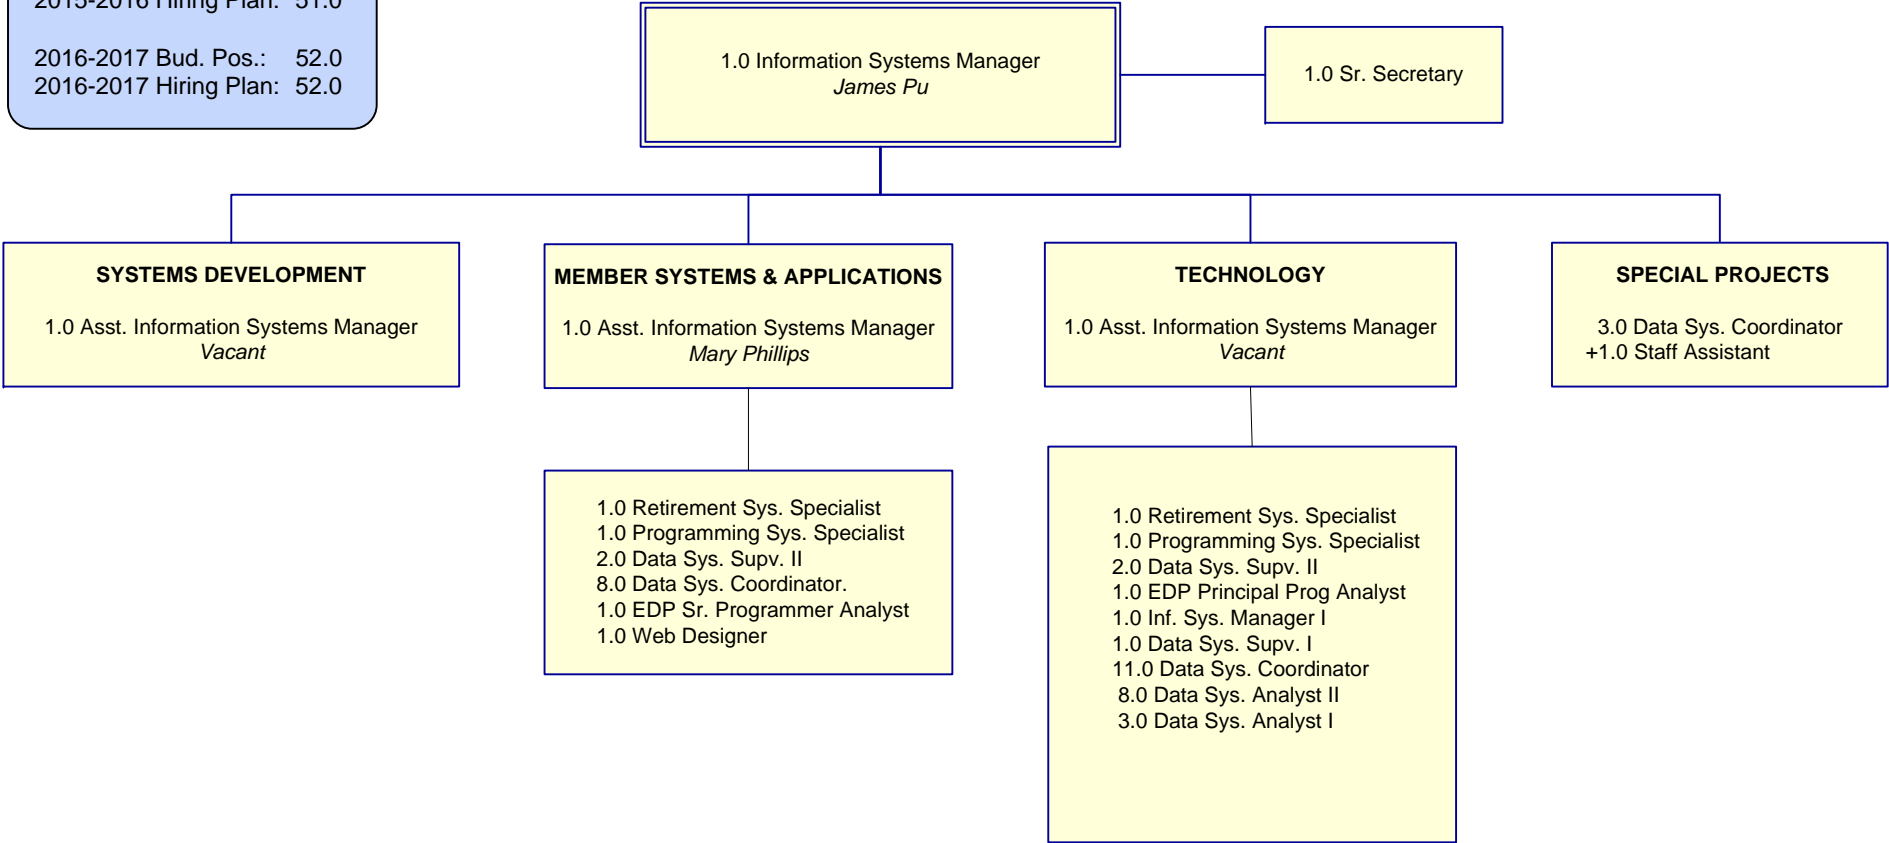 2015-2016 Hiring Plan: 51.0
2016-2017 Bud. Pos.: 52.0
2016-2017 Hiring Plan: 52.0
1.0 Information Systems Manager
James Pu
1.0 Sr. Secretary
SYSTEMS DEVELOPMENT
1.0 Asst. Information Systems Manager
Vacant
MEMBER SYSTEMS & APPLICATIONS
1.0 Asst. Information Systems Manager
Mary Phillips
TECHNOLOGY
1.0 Asst. Information Systems Manager
Vacant
SPECIAL PROJECTS
3.0 Data Sys. Coordinator
+1.0 Staff Assistant
1.0 Retirement Sys. Specialist
1.0 Programming Sys. Specialist
2.0 Data Sys. Supv. II
8.0 Data Sys. Coordinator.
1.0 EDP Sr. Programmer Analyst
1.0 Web Designer
1.0 Retirement Sys. Specialist
1.0 Programming Sys. Specialist
2.0 Data Sys. Supv. II
1.0 EDP Principal Prog Analyst
1.0 Inf. Sys. Manager I
1.0 Data Sys. Supv. I
11.0 Data Sys. Coordinator
8.0 Data Sys. Analyst II
3.0 Data Sys. Analyst I